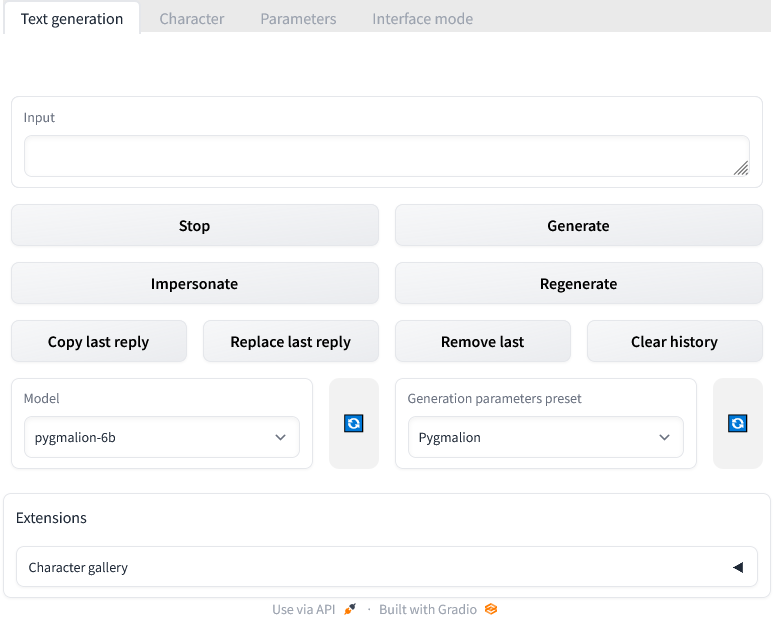 Text generation Character Parameters Interface mode
Input
Stop Generate
Impersonate Regenerate
Copy last reply Replace last reply Remove last Clear history
Model Generation parameters preset
pygmalion-6b Pygmalion
Extensions
Character gallery
Use via API · Built with Gradio